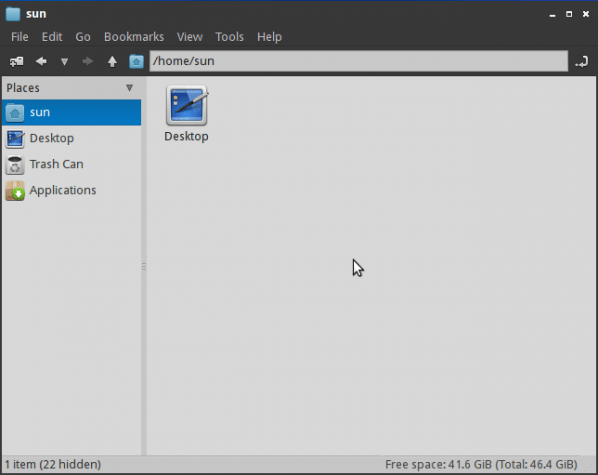 sun
File Edit Go Bookmarks View Tools Help
/home/sun
Places
sun
Desktop
Trash Can
Applications
Desktop
1 item (22 hidden)
Free space: 41.6 GiB (Total: 46.4 GiB)